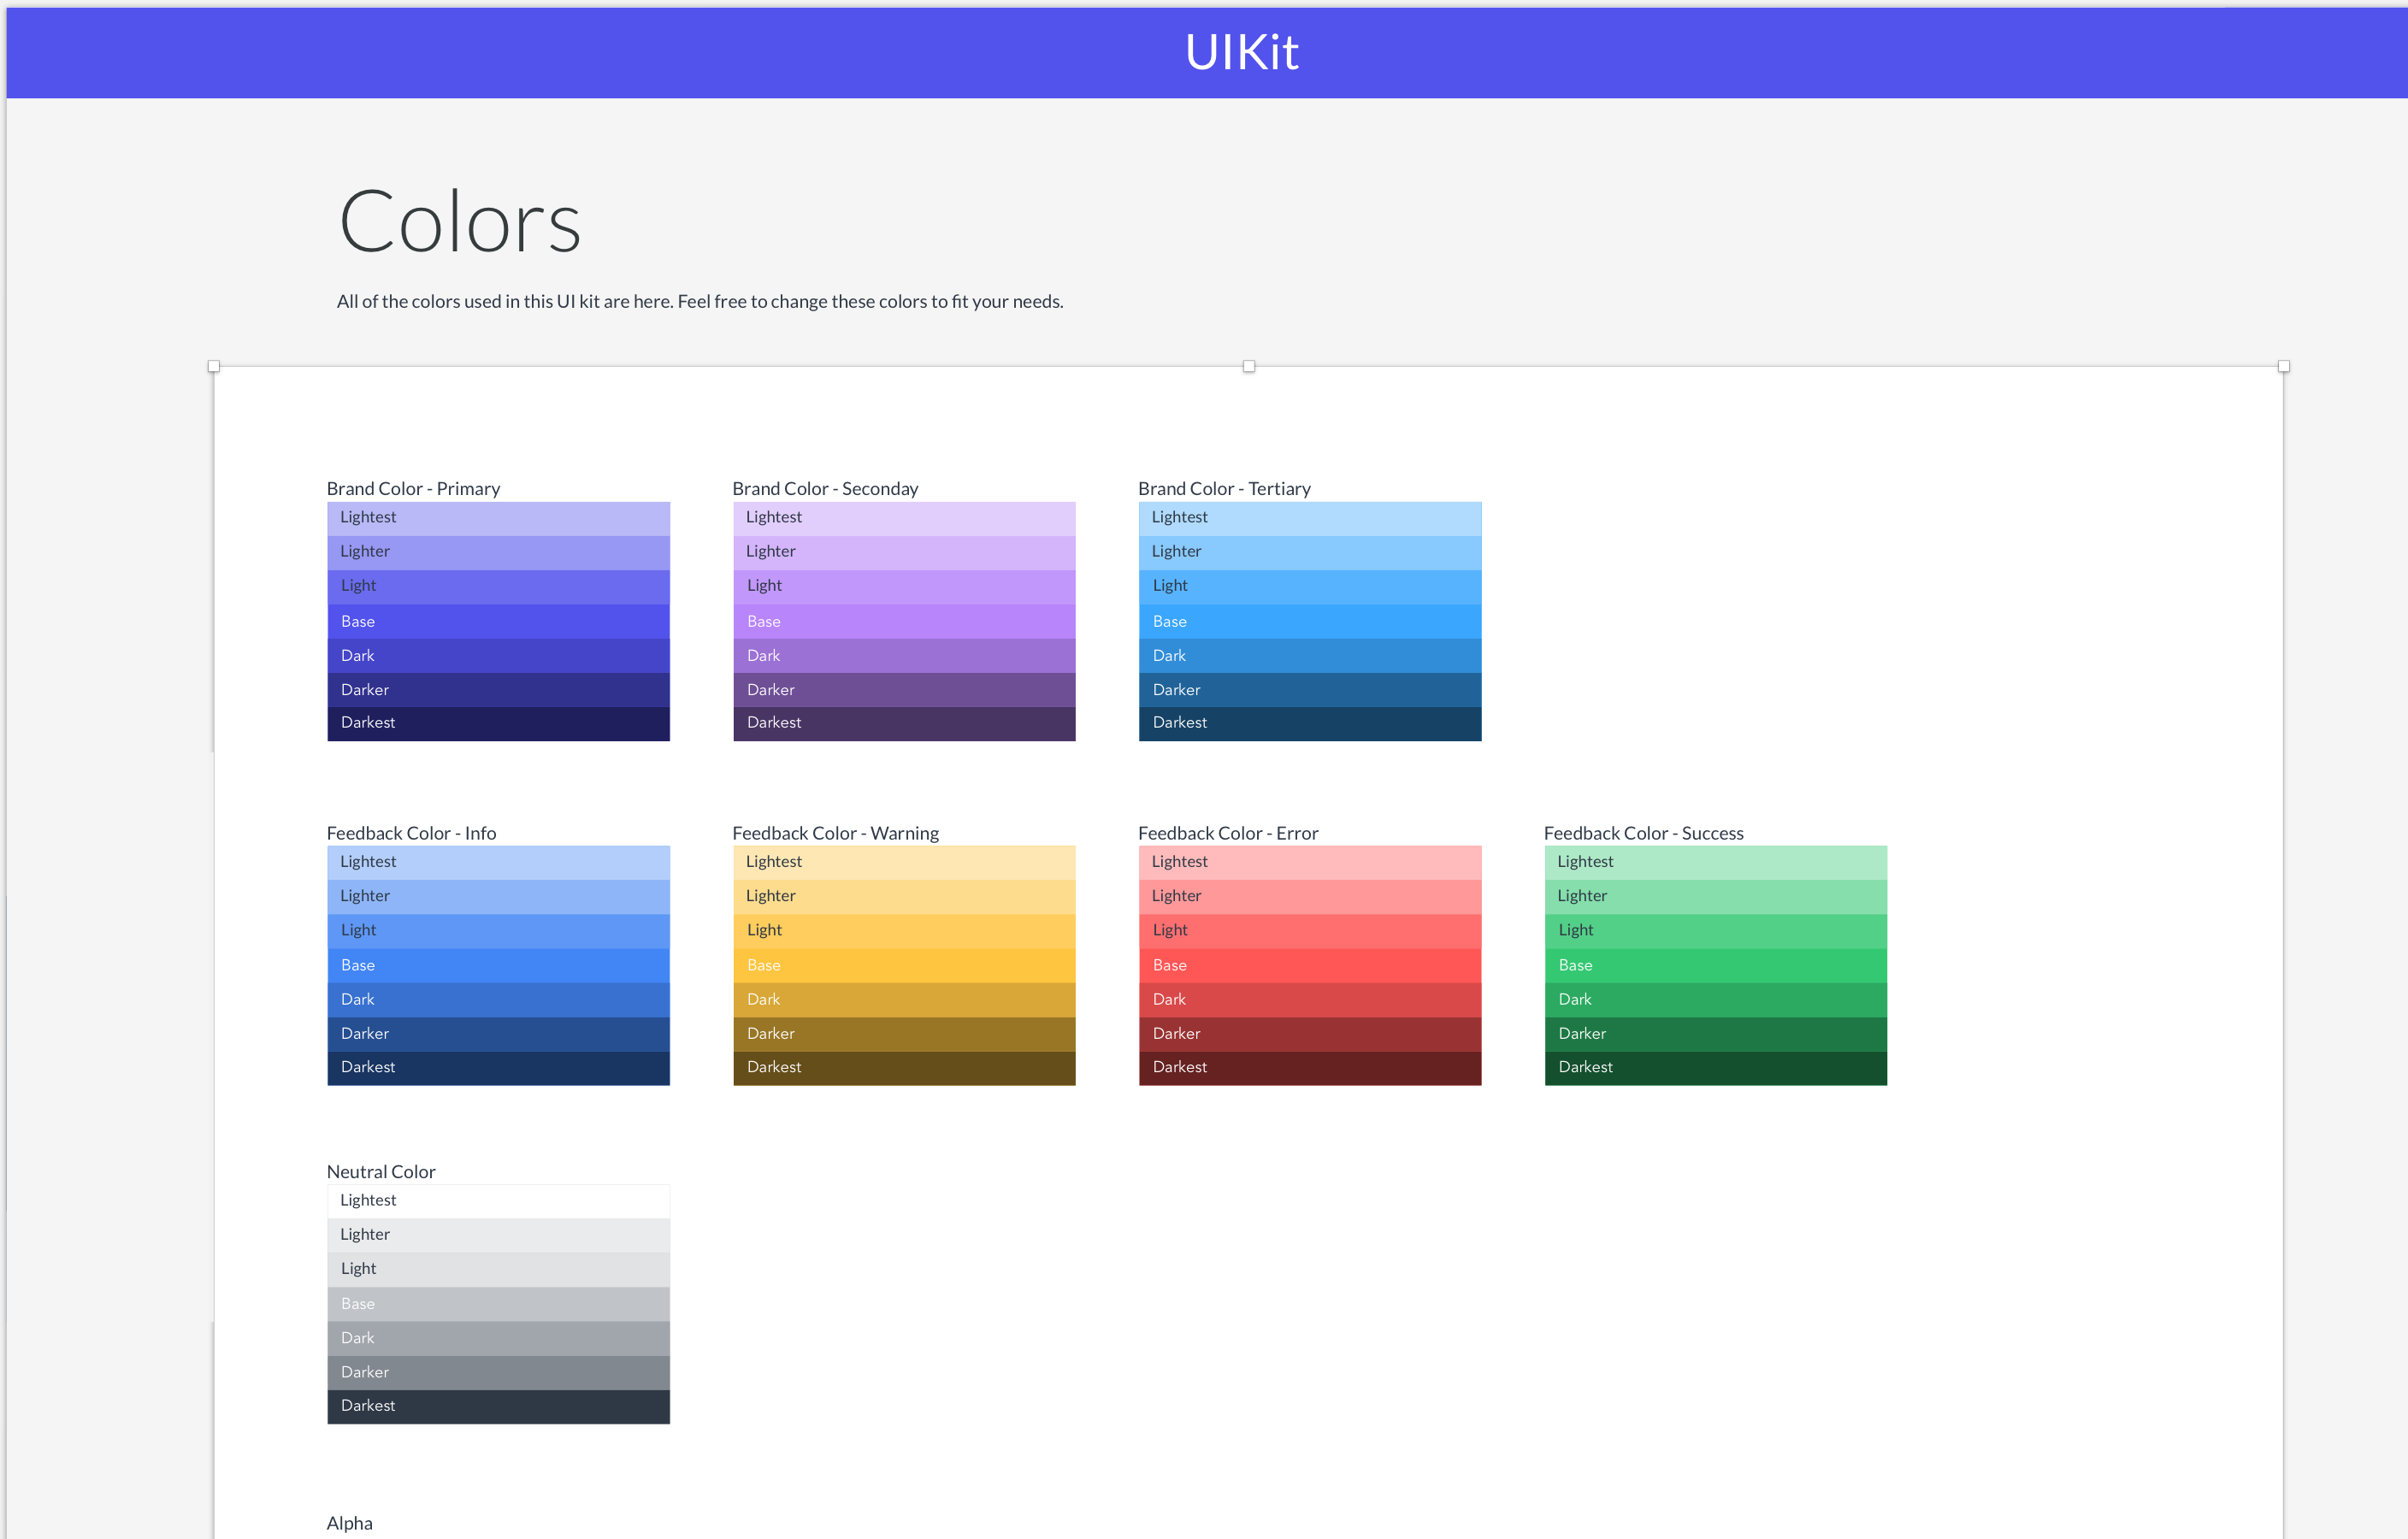 UIKit
Colors
All of the colors used in this UI kit are here. Feel free to change these colors to fit your needs.
Brand Color - Primary
Lightest
Lighter
Light
Base
Dark
Darker
Darkest
Brand Color - Seconday
Lightest
Lighter
Light
Base
Dark
Darker
Darkest
Brand Color - Tertiary
Lightest
Lighter
Light
Base
Dark
Darker
Darkest
Feedback Color - Info
Lightest
Lighter
Light
Base
Dark
Darker
Darkest
Feedback Color - Warning
Lightest
Lighter
Light
Base
Dark
Darker
Darkest
Feedback Color - Error
Lightest
Lighter
Light
Base
Dark
Darker
Darkest
Feedback Color - Success
Lightest
Lighter
Light
Base
Dark
Darker
Darkest
Neutral Color
Lightest
Lighter
Light
Base
Dark
Darker
Darkest
Alpha